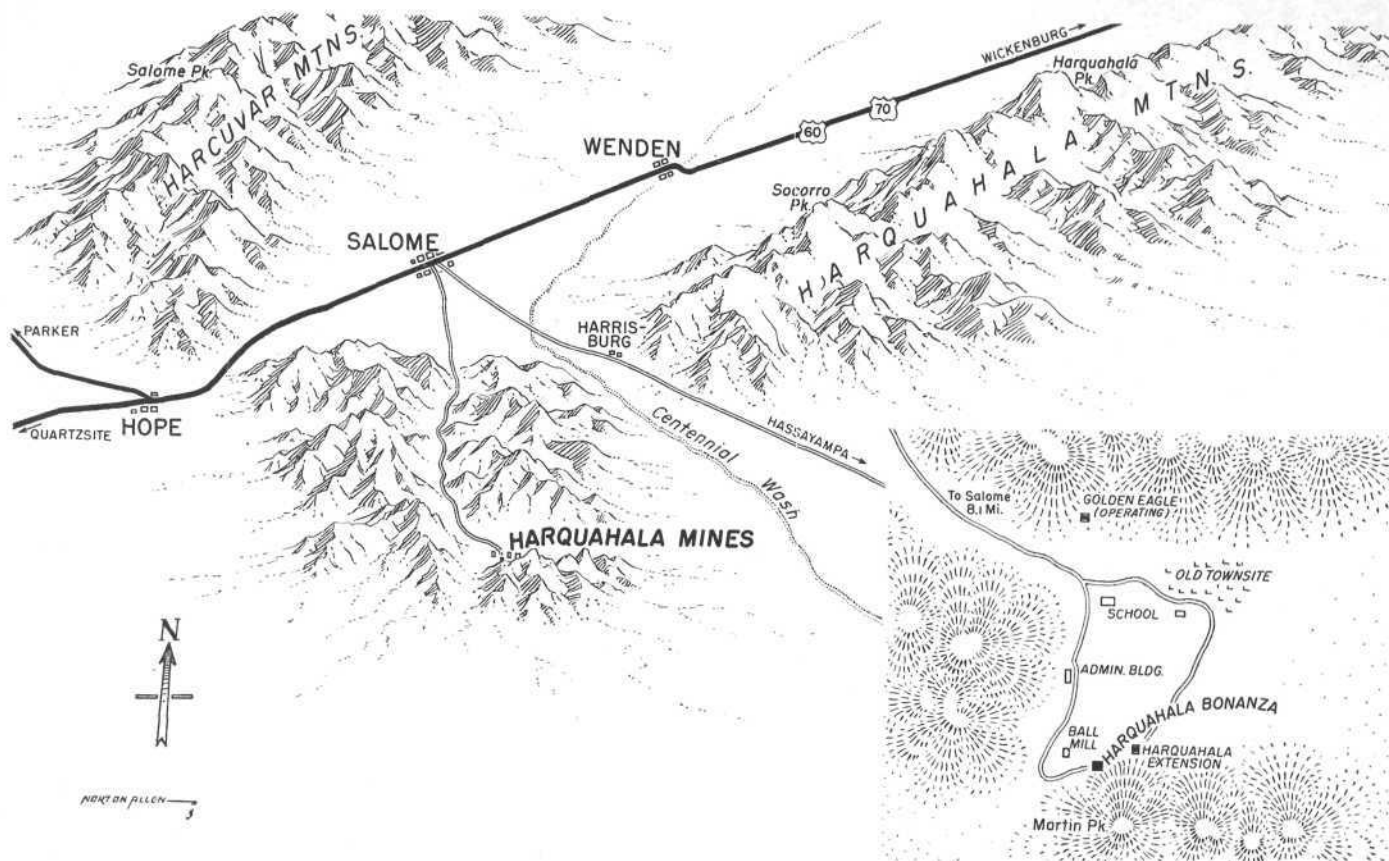 HARCUVAR MTNS.
Salome Pk.
WICKENBURG
Harquahala
Pk.
HARQUAHALA MTNS.
60
70
WENDEN
Socorro
Pk.
SALOME
HARRIS-
BURG
PARKER
HOPE
QUARTZSITE
Centennial
Wash
HASSAYAMPA
HARQUAHALA MINES
N
NORTON ALLEN
To Salome
8.1 Mi.
GOLDEN EAGLE
(OPERATING)
OLD TOWNSITE
SCHOOL
ADMIN. BLDG.
HARQUAHALA BONANZA
BALL
MILL
HARQUAHALA
EXTENSION
Martin Pk.